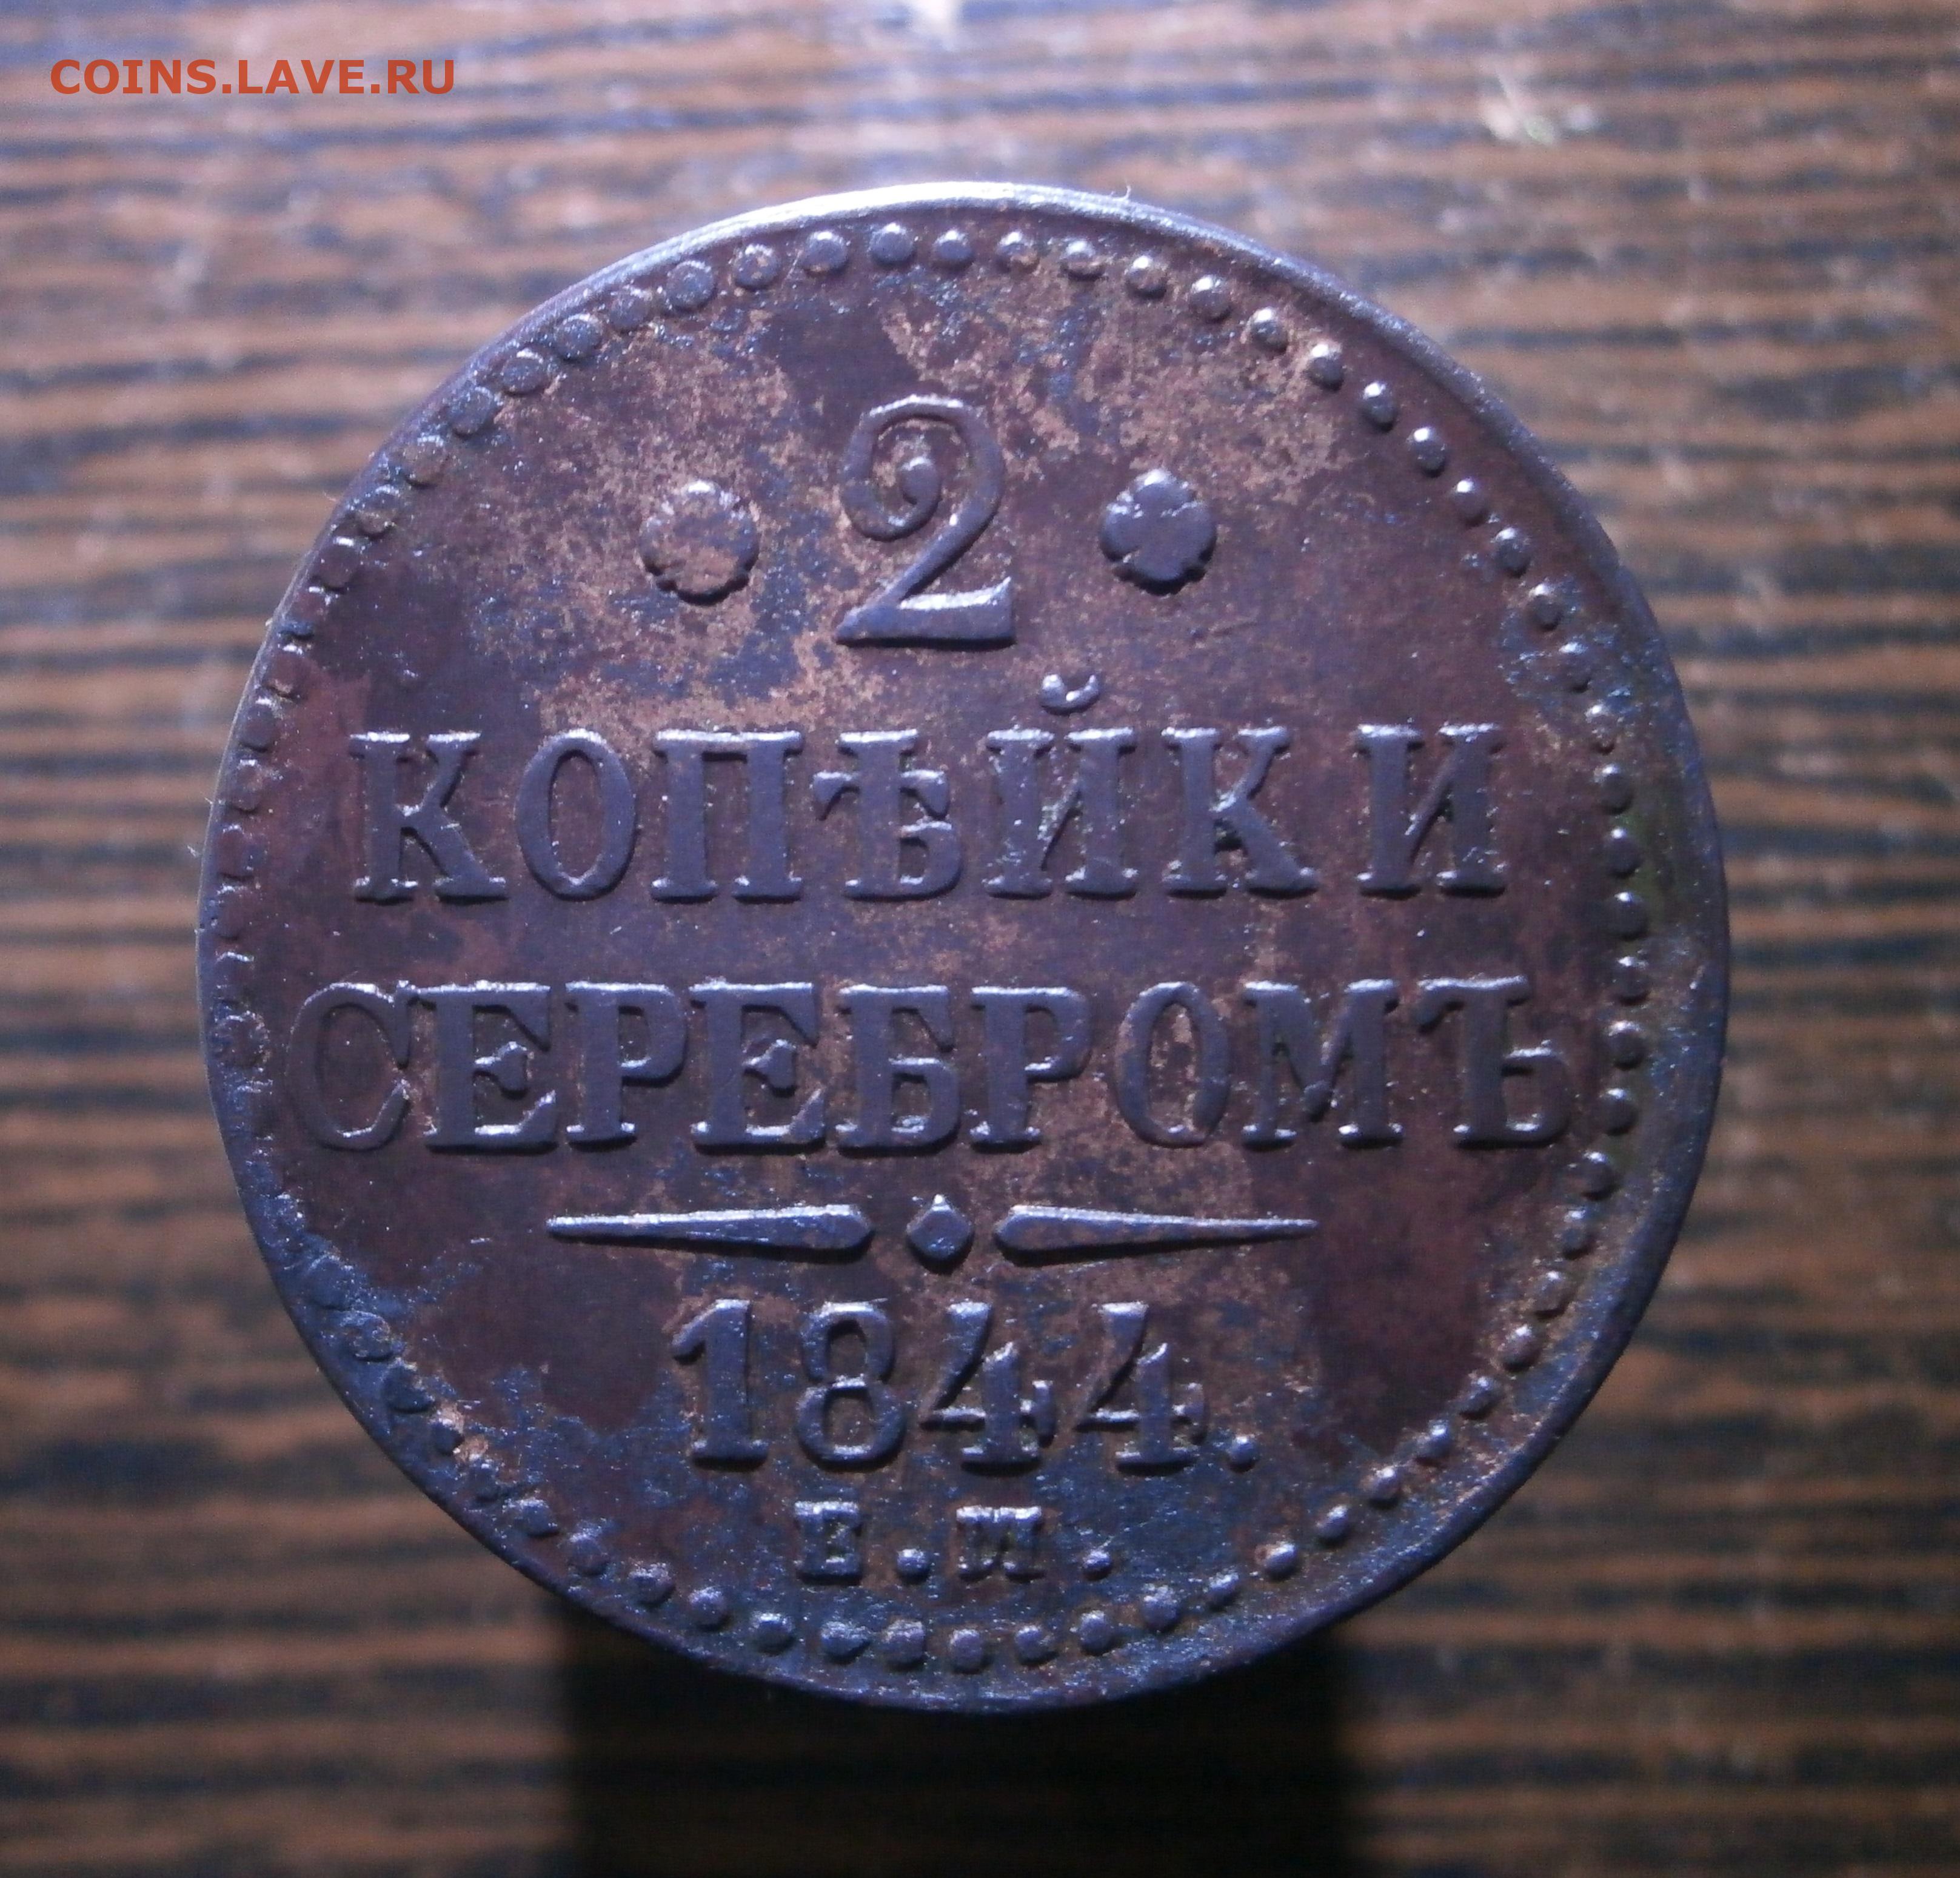 COINS.LAVE.RU
2
КОПѢЙКИ
СЕРЕБРОМЪ
1844.
Е.М.